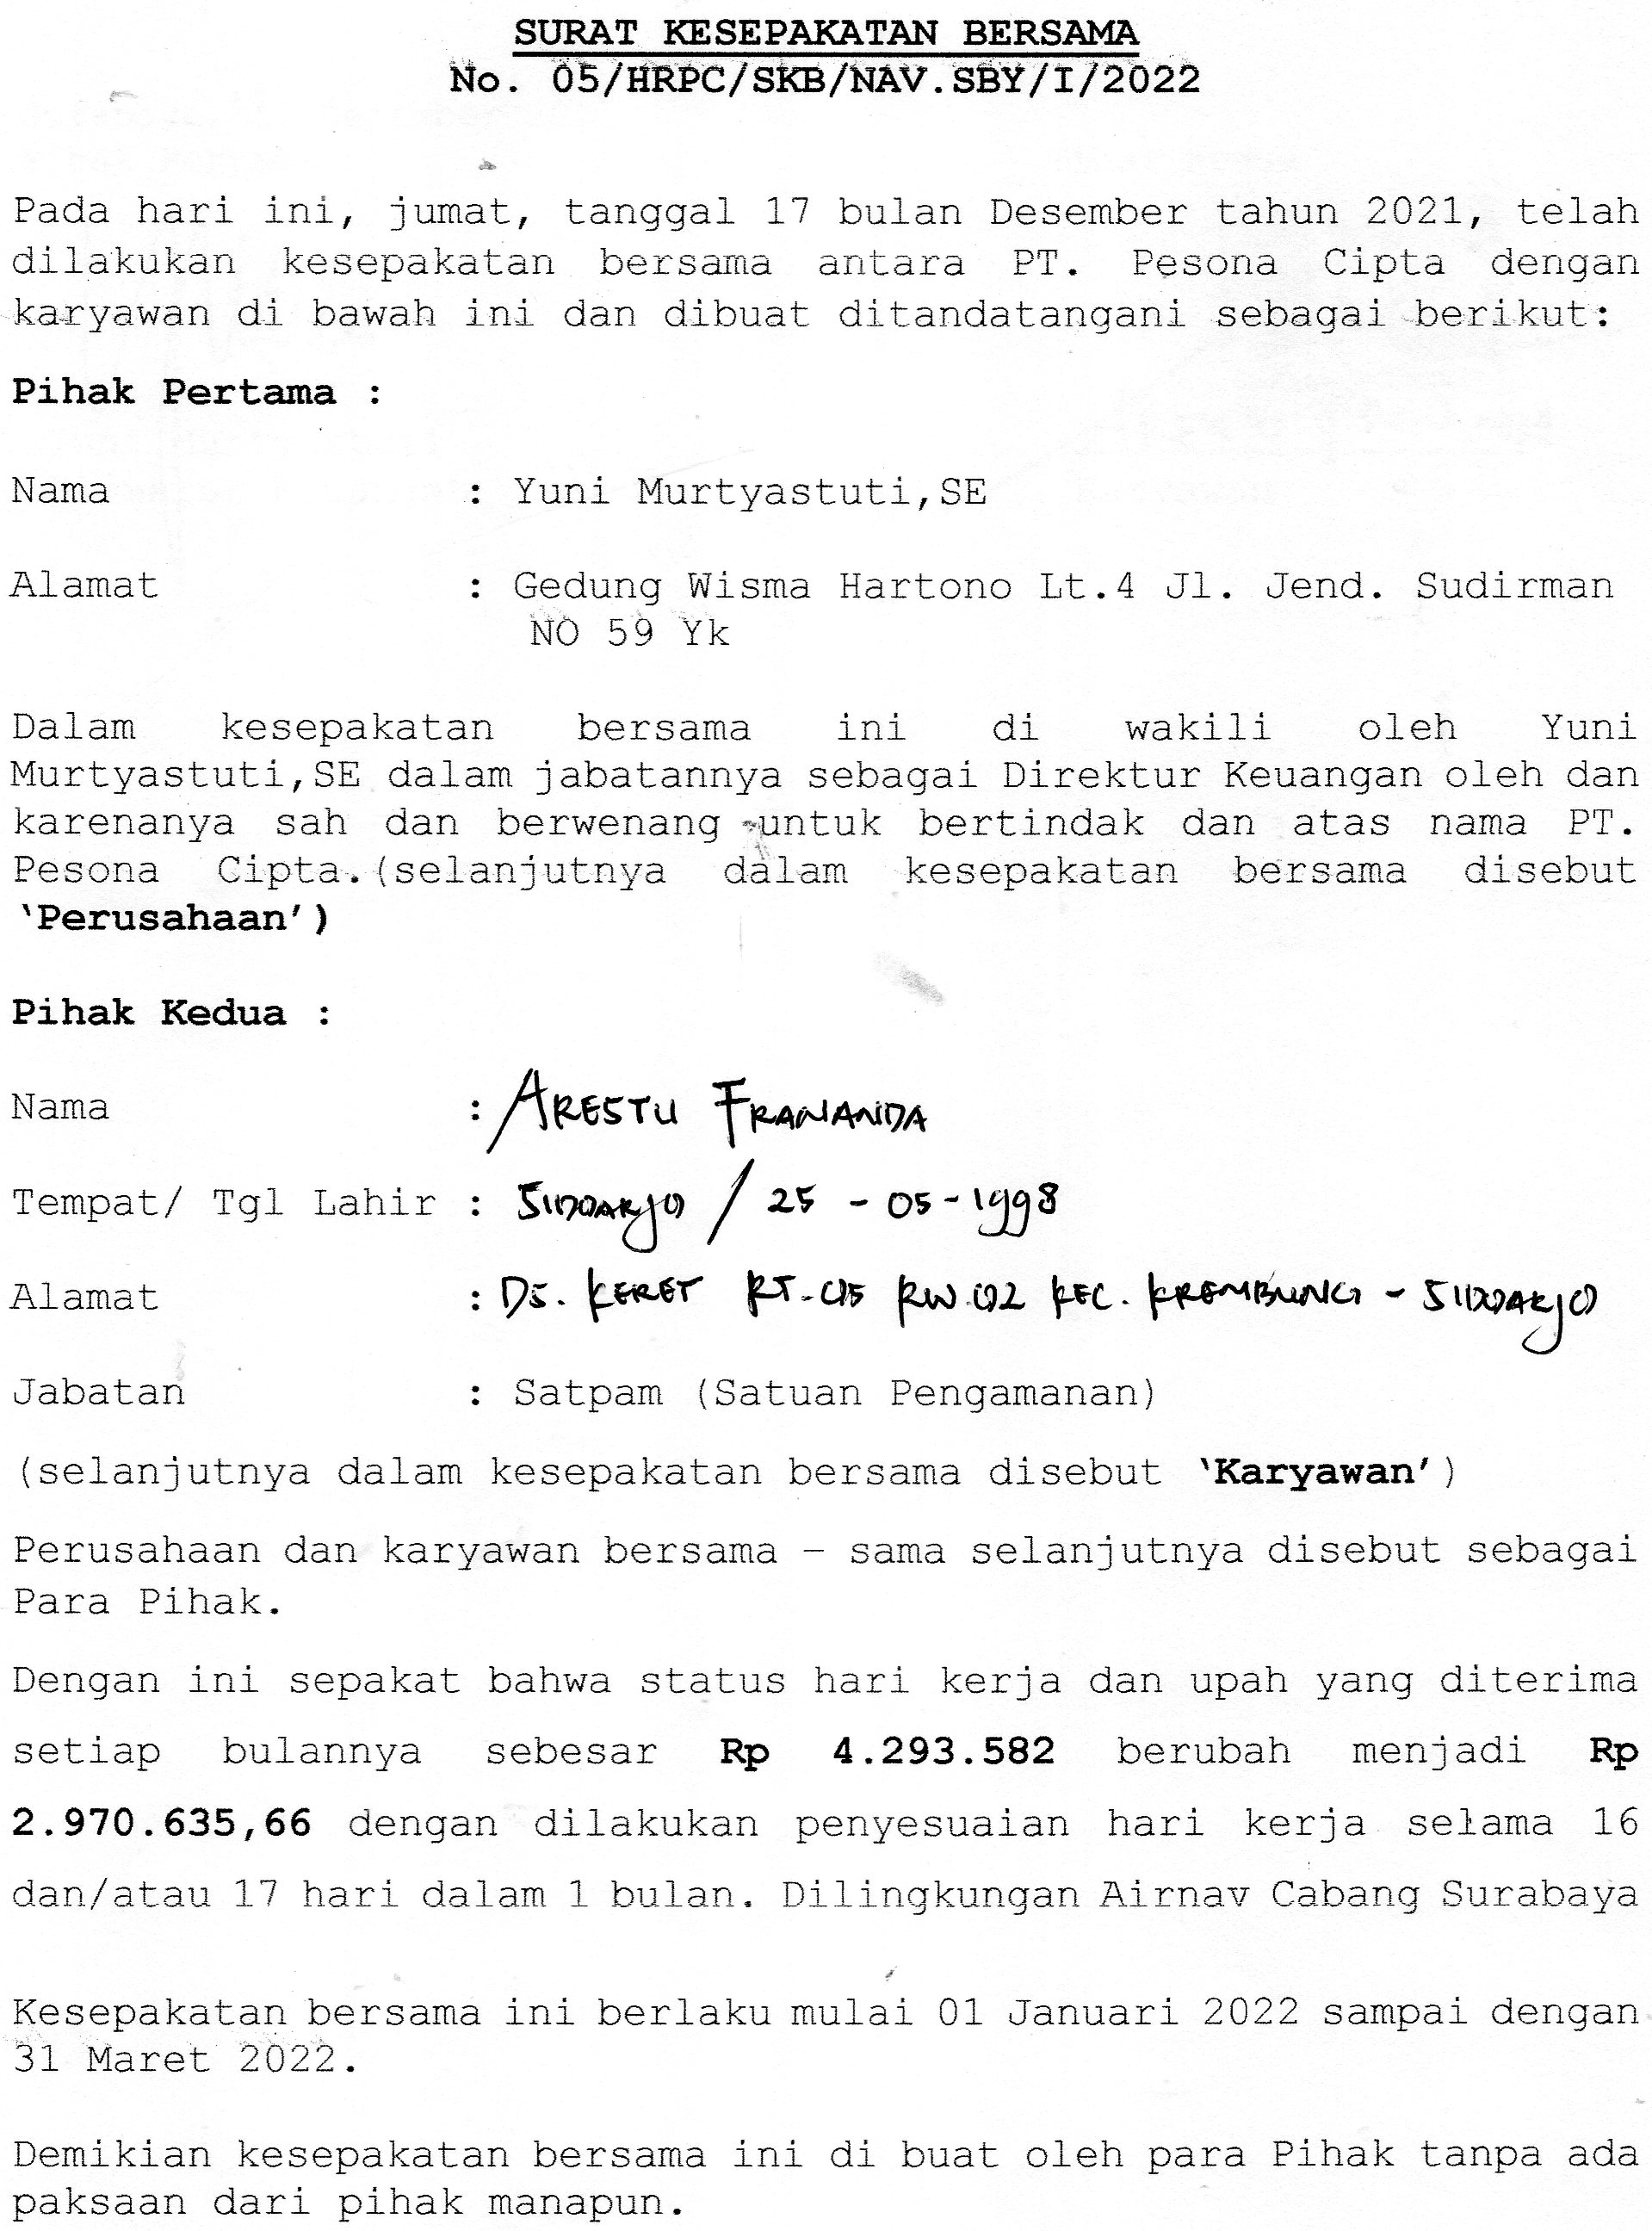 SURAT KESEPAKATAN BERSAMA
No. 05/HRPC/SKB/NAV.SBY/I/2022
Pada hari ini, jumat, tanggal 17 bulan Desember tahun 2021, telah
dilakukan kesepakatan bersama antara PT. Pesona Cipta dengan
karyawan di bawah ini dan dibuat ditandatangani sebagai berikut:
Pihak Pertama :
Nama : Yuni Murtyastuti,SE
Alamat : Gedung Wisma Hartono Lt.4 Jl. Jend. Sudirman
NO 59 Yk
Dalam kesepakatan bersama ini di wakili oleh Yuni
Murtyastuti,SE dalam jabatannya sebagai Direktur Keuangan oleh dan
karenanya sah dan berwenang untuk bertindak dan atas nama PT.
Pesona Cipta.(selanjutnya dalam kesepakatan bersama disebut
‘Perusahaan’)
Pihak Kedua :
Nama : ARESTU FRANANDA
Tempat/ Tgl Lahir : SIDOARJO / 25 - 05 - 1998
Alamat : DS. KERET RT.05 RW.02 KEC. KREMBUNG - SIDOARJO
Jabatan : Satpam (Satuan Pengamanan)
(selanjutnya dalam kesepakatan bersama disebut ‘Karyawan’)
Perusahaan dan karyawan bersama – sama selanjutnya disebut sebagai
Para Pihak.
Dengan ini sepakat bahwa status hari kerja dan upah yang diterima
setiap bulannya sebesar Rp 4.293.582 berubah menjadi Rp
2.970.635,66 dengan dilakukan penyesuaian hari kerja selama 16
dan/atau 17 hari dalam 1 bulan. Dilingkungan Airnav Cabang Surabaya
Kesepakatan bersama ini berlaku mulai 01 Januari 2022 sampai dengan
31 Maret 2022.
Demikian kesepakatan bersama ini di buat oleh para Pihak tanpa ada
paksaan dari pihak manapun.